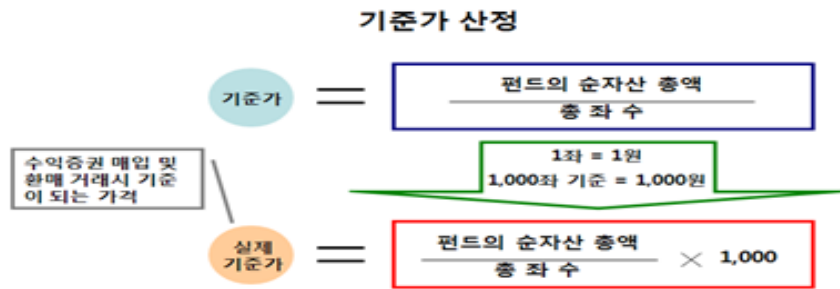 기준가 산정
기준가 = 펀드의 순자산 총액
총 좌 수
1좌 = 1원
1,000좌 기준 = 1,000원
수익증권 매입 및
환매 거래시 기준
이 되는 가격
실제
기준가 = 펀드의 순자산 총액
총 좌 수 × 1,000